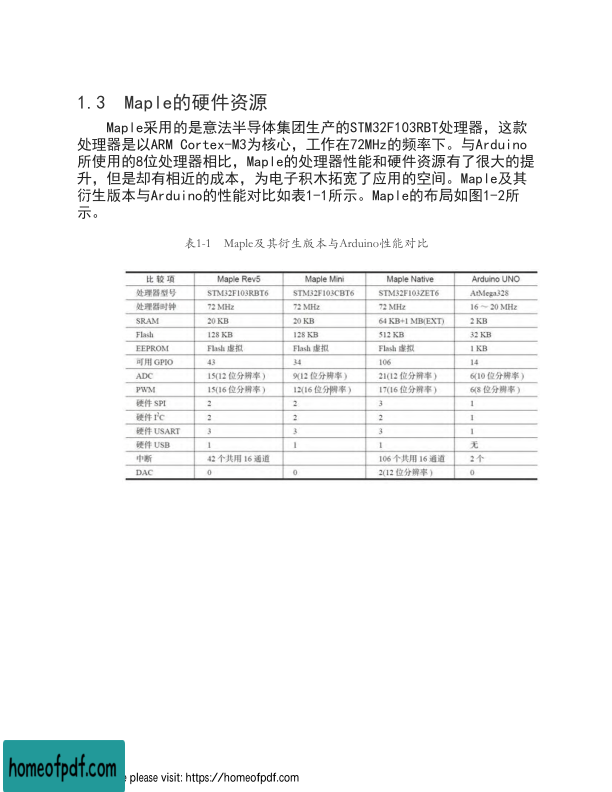 1.3 Maple的硬件资源
Maple采用的是意法半导体集团生产的STM32F103RBT处理器，这款
处理器是以ARM Cortex-M3为核心，工作在72MHz的频率下。与Arduino
所使用的8位处理器相比，Maple的处理器性能和硬件资源有了很大的提
升，但是却有相近的成本，为电子积木拓宽了应用的空间。Maple及其
衍生版本与Arduino的性能对比如表1-1所示。Maple的布局如图1-2所
示。
表1-1 Maple及其衍生版本与Arduino性能对比
比 较 项 Maple Rev5 Maple Mini Maple Native Arduino UNO
处理器型号 STM32F103RBT6 STM32F103CBT6 STM32F103ZET6 AtMega328
处理器时钟 72 MHz 72 MHz 72 MHz 16 ～ 20 MHz
SRAM 20 KB 20 KB 64 KB+1 MB(EXT) 2 KB
Flash 128 KB 128 KB 512 KB 32 KB
EEPROM Flash 虚拟 Flash 虚拟 Flash 虚拟 1 KB
可用 GPIO 43 34 106 14
ADC 15(12 位分辨率 ) 9(12 位分辨率 ) 21(12 位分辨率 ) 6(10 位分辨率 )
PWM 15(16 位分辨率 ) 12(16 位分辨率 ) 17(16 位分辨率 ) 6(8 位分辨率 )
硬件 SPI 2 2 3 1
硬件 I²C 2 2 2 1
硬件 USART 3 3 3 1
硬件 USB 1 1 1 无
中断 42 个共用 16 通道 106 个共用 16 通道 2 个
DAC 0 0 2(12 位分辨率 ) 0
homeofpdf.com
please visit: https://homeofpdf.com